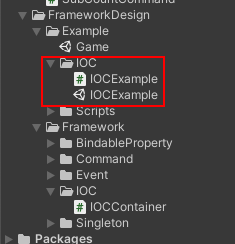 SubCountCommand
FrameworkDesign
Example
Game
IOC
IOCExample
IOCExample
Scripts
Framework
BindableProperty
Command
Event
IOC
IOCContainer
Singleton
Packages